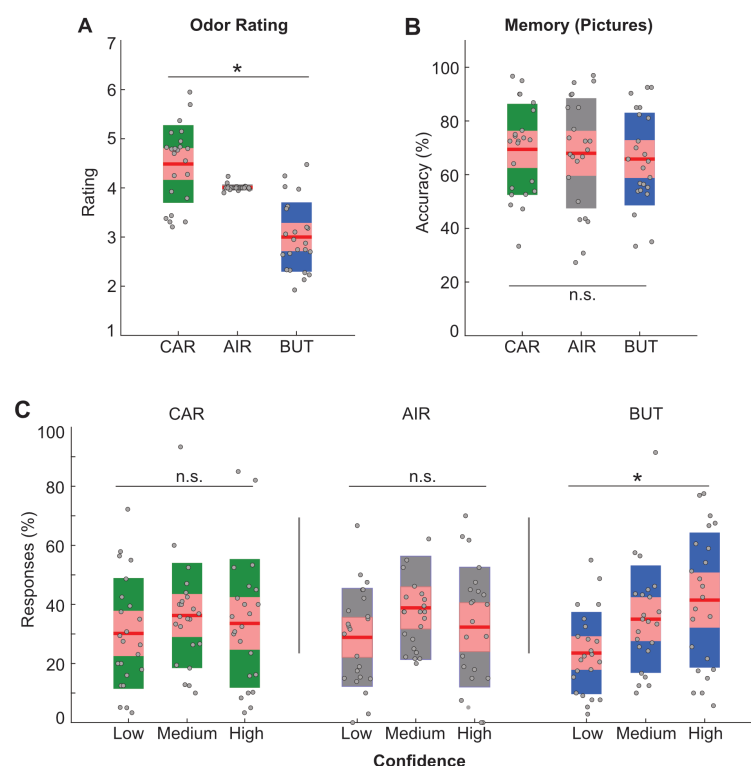 A
Odor Rating
7
6
5
4
3
2
1
Rating
*
CAR AIR BUT
B
Memory (Pictures)
100
80
60
40
20
0
Accuracy (%)
n.s.
CAR AIR BUT
C
CAR AIR BUT
100
80
60
40
20
0
Responses (%)
n.s. n.s. *
Low Medium High Low Medium High Low Medium High
Confidence